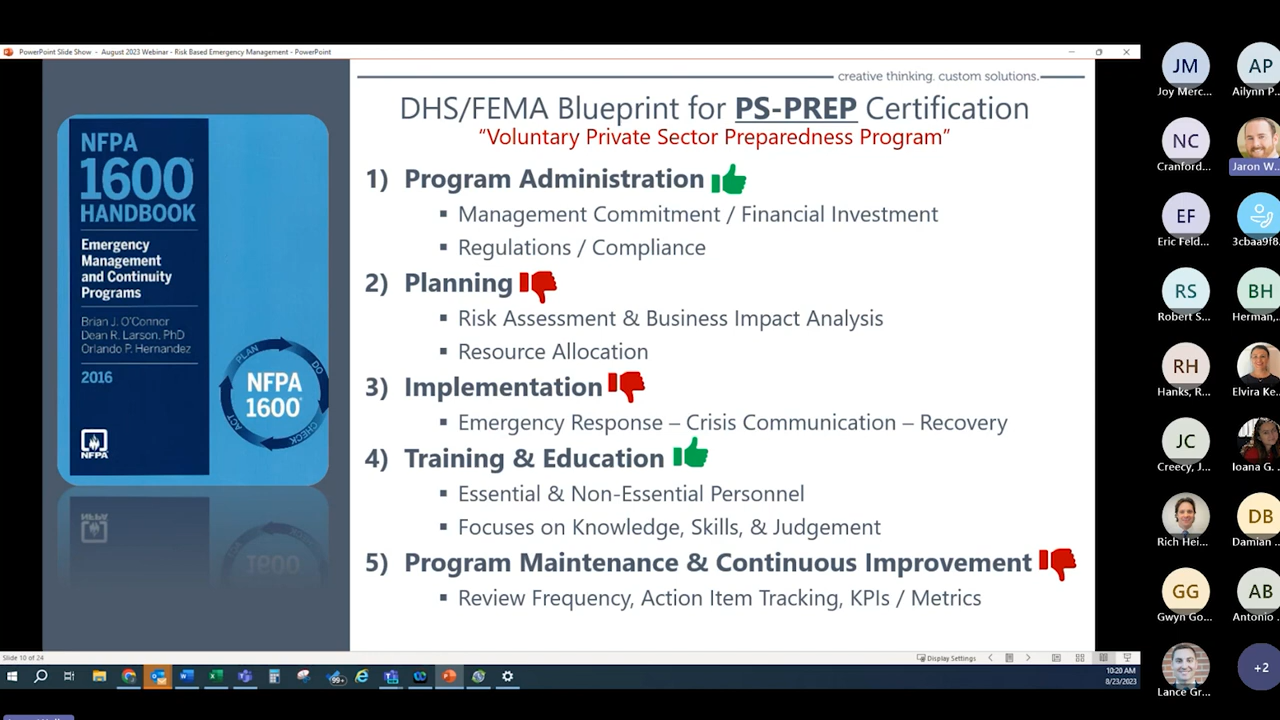 PowerPoint Slide Show - August 2023 Webinar - Risk Based Emergency Management - PowerPoint
creative thinking. custom solutions.
DHS/FEMA Blueprint for PS-PREP Certification
“Voluntary Private Sector Preparedness Program”
NFPA
1600
HANDBOOK
Emergency
Management
and Continuity
Programs
Brian J. O'Connor
Dean R. Larson, PhD
Orlando P. Hernandez
2016
NFPA
PLAN
DO
CHECK
ACT
NFPA
1600
1) Program Administration
▪ Management Commitment / Financial Investment
▪ Regulations / Compliance
2) Planning
▪ Risk Assessment & Business Impact Analysis
▪ Resource Allocation
3) Implementation
▪ Emergency Response – Crisis Communication – Recovery
4) Training & Education
▪ Essential & Non-Essential Personnel
▪ Focuses on Knowledge, Skills, & Judgement
5) Program Maintenance & Continuous Improvement
▪ Review Frequency, Action Item Tracking, KPIs / Metrics
Slide 10 of 24
Display Settings
99+
10:20 AM
8/23/2023
JM
Joy Merc...
AP
Ailynn P...
NC
Cranford...
Jaron W...
EF
Eric Feld...
3cbaa9f8...
RS
Robert S...
BH
Herman,...
RH
Hanks, R...
Elvira Ke...
JC
Creecy, J...
Ioana G. ..
Rich Hei...
DB
Damian ...
GG
Gwyn Go...
AB
Antonio ..
Lance Gr...
+2